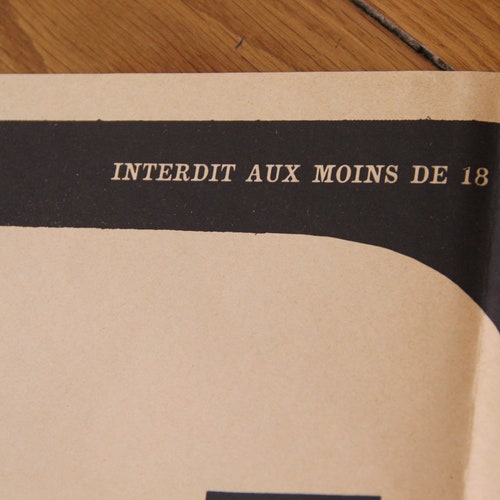 INTERDIT AUX MOINS DE 18